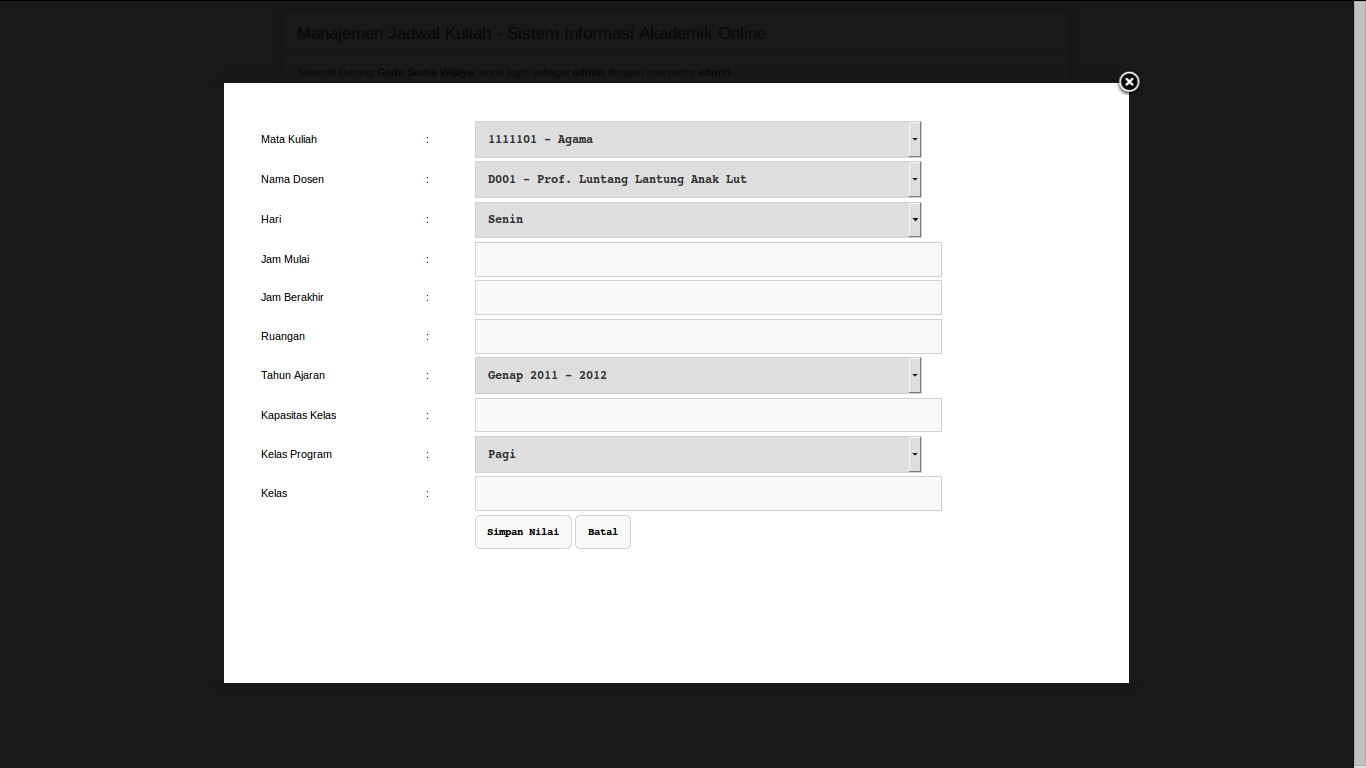 Manajemen Jadwal Kuliah - Sistem Informasi Akademik Online
Selamat Datang Gede Suma Wijaya, anda login sebagai admin dengan username admin.
Mata Kuliah : 1111101 - Agama
Nama Dosen : D001 - Prof. Luntang Lantung Anak Lut
Hari : Senin
Jam Mulai :
Jam Berakhir :
Ruangan :
Tahun Ajaran : Genap 2011 - 2012
Kapasitas Kelas :
Kelas Program : Pagi
Kelas :
Simpan Nilai Batal